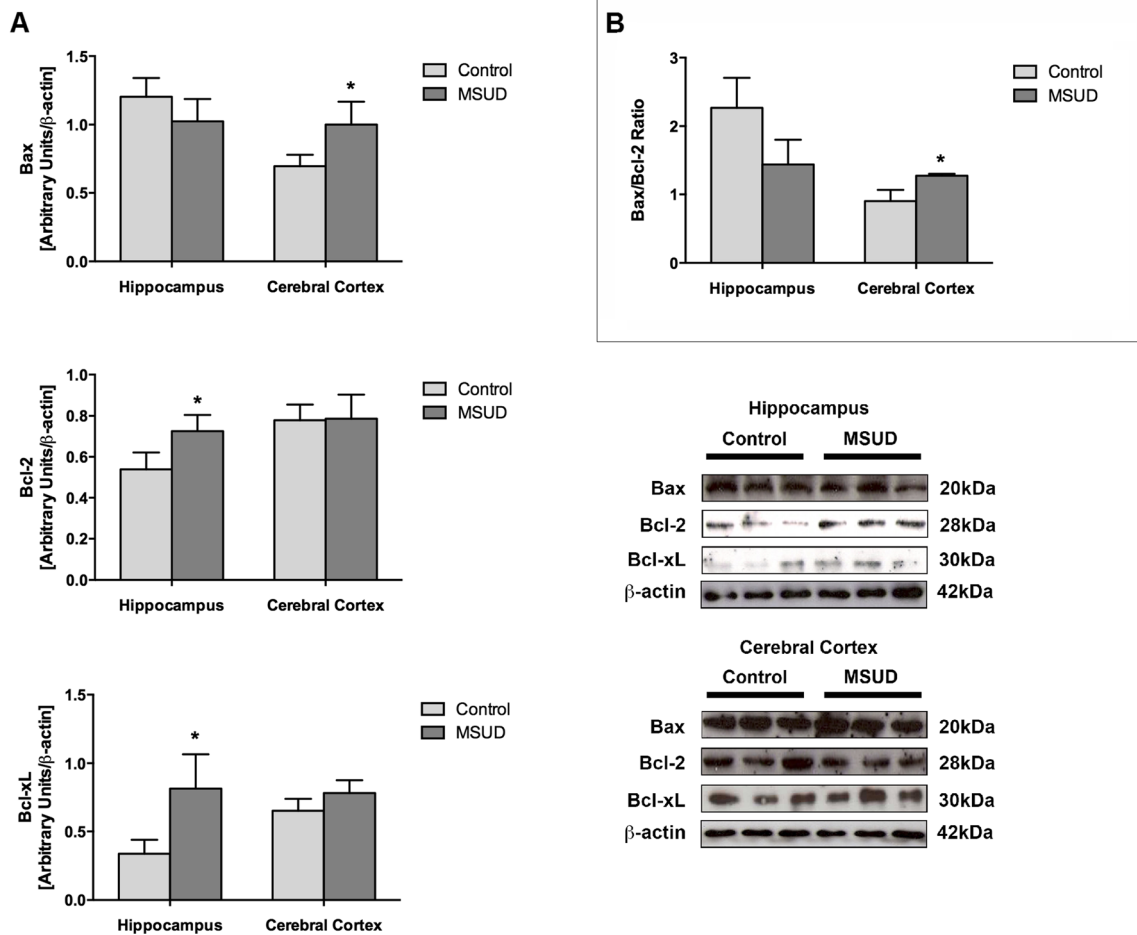 A
Bax
[Arbitrary Units/β-actin]
1.5
1.0
0.5
0.0
*
Hippocampus
Cerebral Cortex
Control
MSUD
Bcl-2
[Arbitrary Units/β-actin]
1.0
0.8
0.6
0.4
0.2
0.0
*
Hippocampus
Cerebral Cortex
Control
MSUD
Bcl-xL
[Arbitrary Units/β-actin]
1.5
1.0
0.5
0.0
*
Hippocampus
Cerebral Cortex
Control
MSUD
B
Bax/Bcl-2 Ratio
3
2
1
0
*
Hippocampus
Cerebral Cortex
Control
MSUD
Hippocampus
Control MSUD
Bax 20kDa
Bcl-2 28kDa
Bcl-xL 30kDa
β-actin 42kDa
Cerebral Cortex
Control MSUD
Bax 20kDa
Bcl-2 28kDa
Bcl-xL 30kDa
β-actin 42kDa